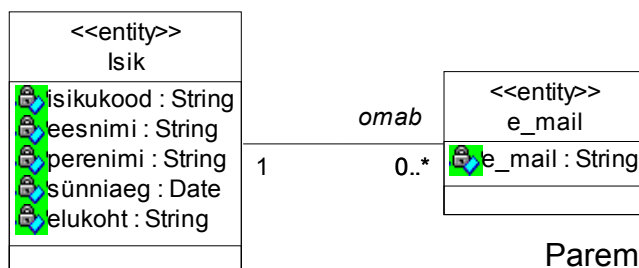 <<entity>>
Isik
isikukood : String
eesnimi : String
perenimi : String
sünniaeg : Date
elukoht : String
omab
1
0..*
<<entity>>
e_mail
e_mail : String
Parem